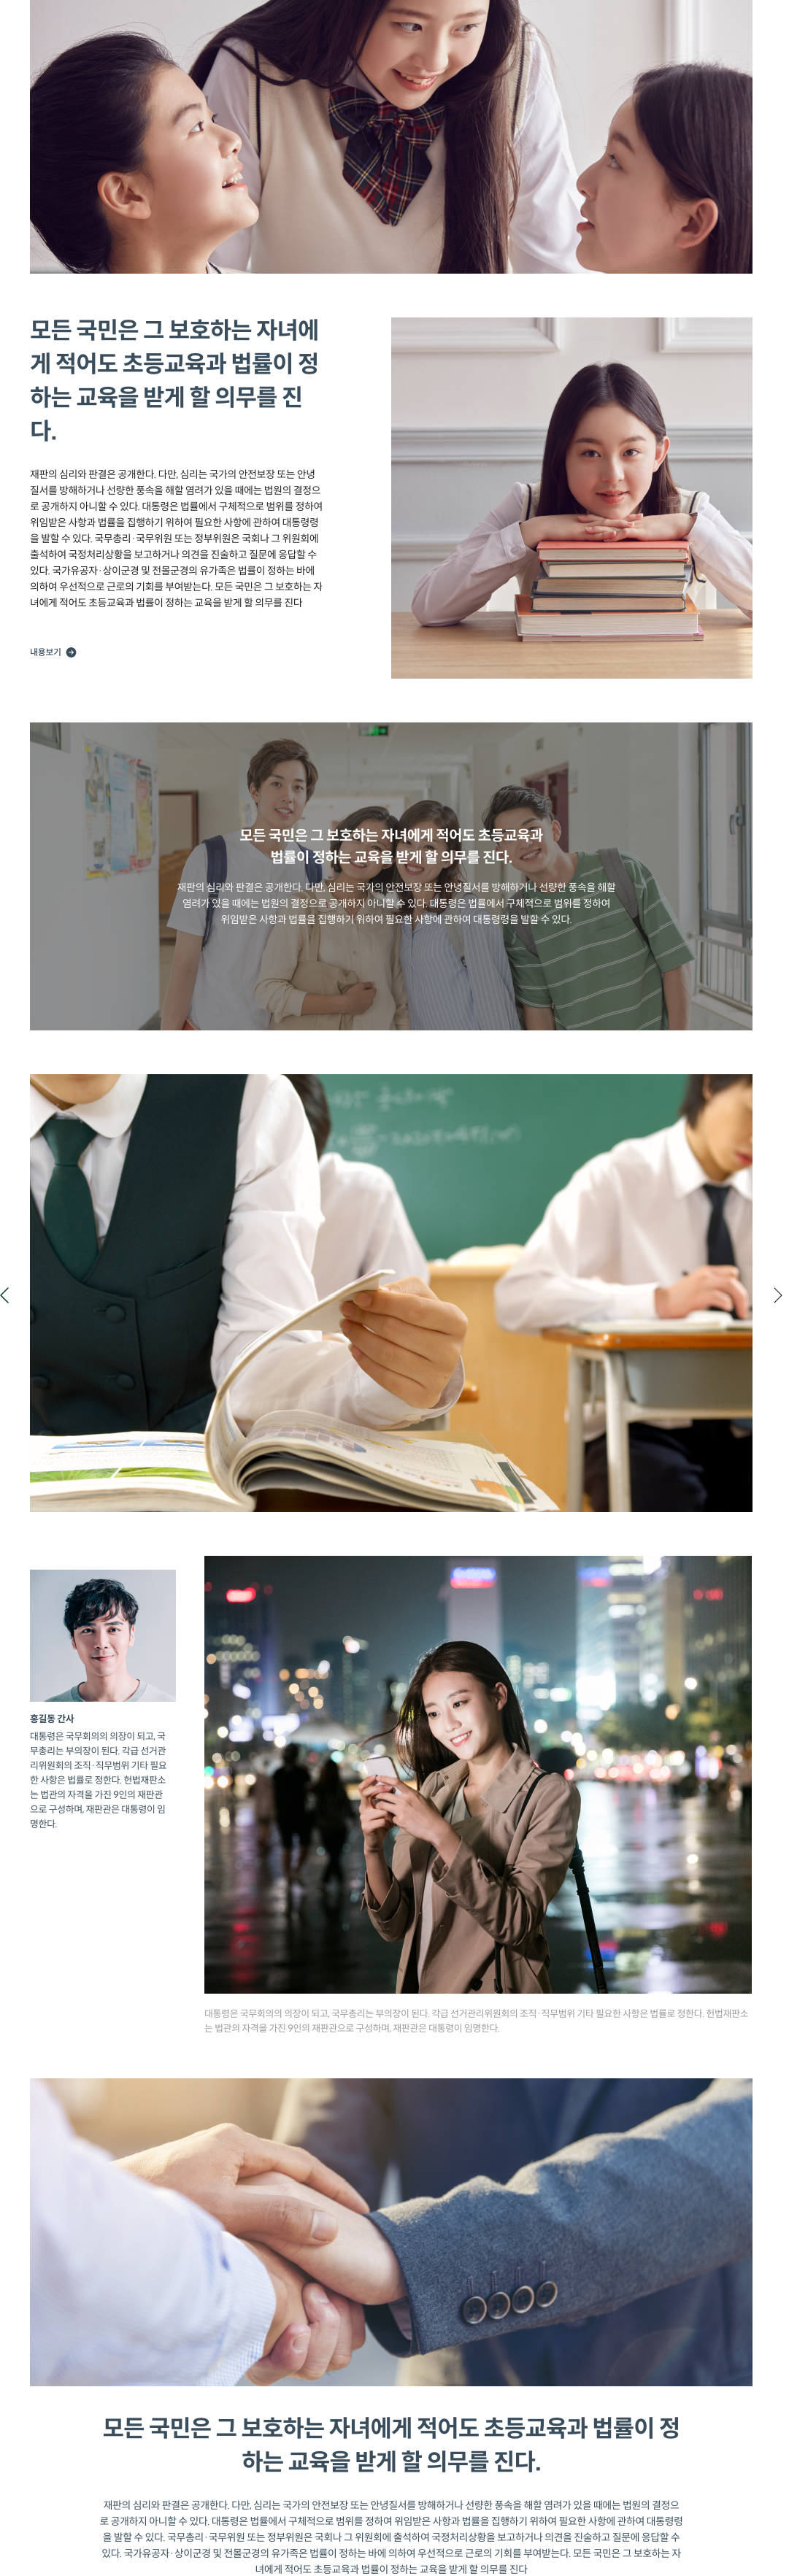 모든 국민은 그 보호하는 자녀에
게 적어도 초등교육과 법률이 정
하는 교육을 받게 할 의무를 진
다.
재판의 심리와 판결은 공개한다. 다만, 심리는 국가의 안전보장 또는 안녕
질서를 방해하거나 선량한 풍속을 해할 염려가 있을 때에는 법원의 결정으
로 공개하지 아니할 수 있다. 대통령은 법률에서 구체적으로 범위를 정하여
위임받은 사항과 법률을 집행하기 위하여 필요한 사항에 관하여 대통령령
을 발할 수 있다. 국무총리·국무위원 또는 정부위원은 국회나 그 위원회에
출석하여 국정처리상황을 보고하거나 의견을 진술하고 질문에 응답할 수
있다. 국가유공자·상이군경 및 전몰군경의 유가족은 법률이 정하는 바에
의하여 우선적으로 근로의 기회를 부여받는다. 모든 국민은 그 보호하는 자
녀에게 적어도 초등교육과 법률이 정하는 교육을 받게 할 의무를 진다
내용보기
모든 국민은 그 보호하는 자녀에게 적어도 초등교육과
법률이 정하는 교육을 받게 할 의무를 진다.
재판의 심리와 판결은 공개한다. 다만, 심리는 국가의 안전보장 또는 안녕질서를 방해하거나 선량한 풍속을 해할
염려가 있을 때에는 법원의 결정으로 공개하지 아니할 수 있다. 대통령은 법률에서 구체적으로 범위를 정하여
위임받은 사항과 법률을 집행하기 위하여 필요한 사항에 관하여 대통령령을 발할 수 있다.
홍길동 간사
대통령은 국무회의의 의장이 되고, 국
무총리는 부의장이 된다. 각급 선거관
리위원회의 조직·직무범위 기타 필요
한 사항은 법률로 정한다. 헌법재판소
는 법관의 자격을 가진 9인의 재판관
으로 구성하며, 재판관은 대통령이 임
명한다.
대통령은 국무회의의 의장이 되고, 국무총리는 부의장이 된다. 각급 선거관리위원회의 조직·직무범위 기타 필요한 사항은 법률로 정한다. 헌법재판소
는 법관의 자격을 가진 9인의 재판관으로 구성하며, 재판관은 대통령이 임명한다.
모든 국민은 그 보호하는 자녀에게 적어도 초등교육과 법률이 정
하는 교육을 받게 할 의무를 진다.
재판의 심리와 판결은 공개한다. 다만, 심리는 국가의 안전보장 또는 안녕질서를 방해하거나 선량한 풍속을 해할 염려가 있을 때에는 법원의 결정으
로 공개하지 아니할 수 있다. 대통령은 법률에서 구체적으로 범위를 정하여 위임받은 사항과 법률을 집행하기 위하여 필요한 사항에 관하여 대통령령
을 발할 수 있다. 국무총리·국무위원 또는 정부위원은 국회나 그 위원회에 출석하여 국정처리상황을 보고하거나 의견을 진술하고 질문에 응답할 수
있다. 국가유공자·상이군경 및 전몰군경의 유가족은 법률이 정하는 바에 의하여 우선적으로 근로의 기회를 부여받는다. 모든 국민은 그 보호하는 자
녀에게 적어도 초등교육과 법률이 정하는 교육을 받게 할 의무를 진다